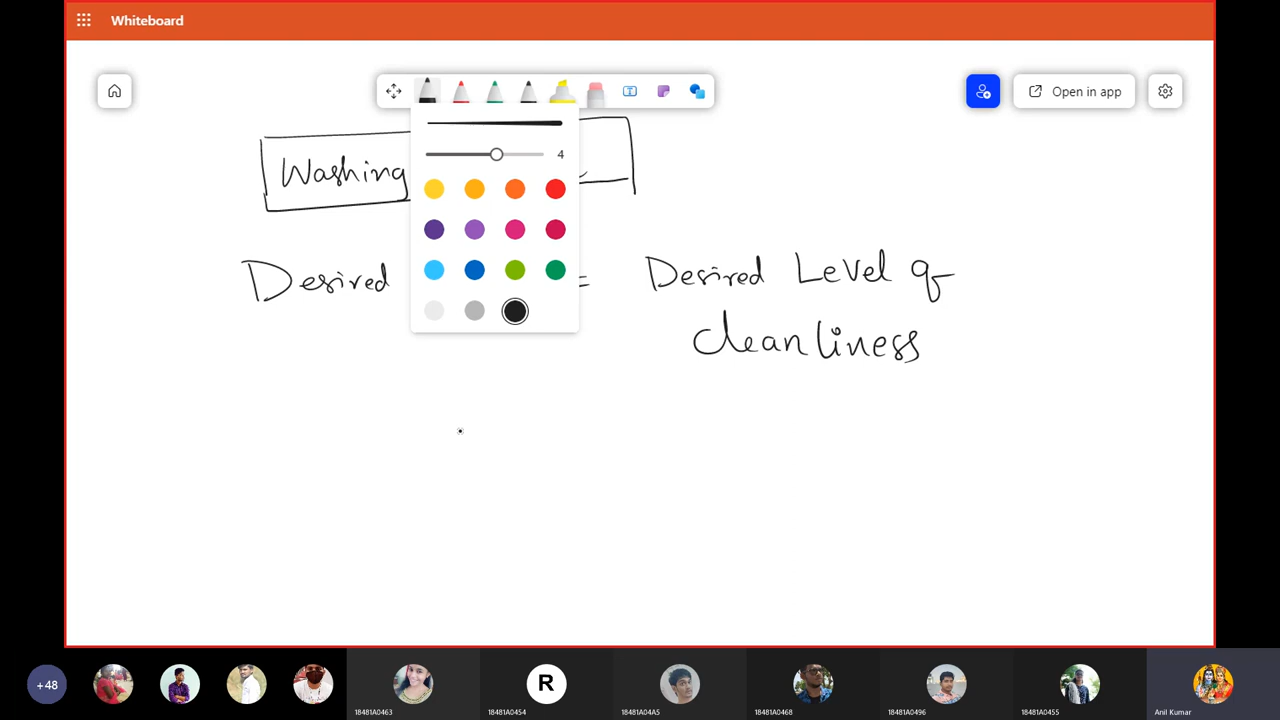 Whiteboard
Open in app
4
Washing
Desired = Desired Level of
cleanliness
+48
R
18481A0463
18481A0454
18481A04A5
18481A0468
18481A0496
18481A0455
Anil Kumar